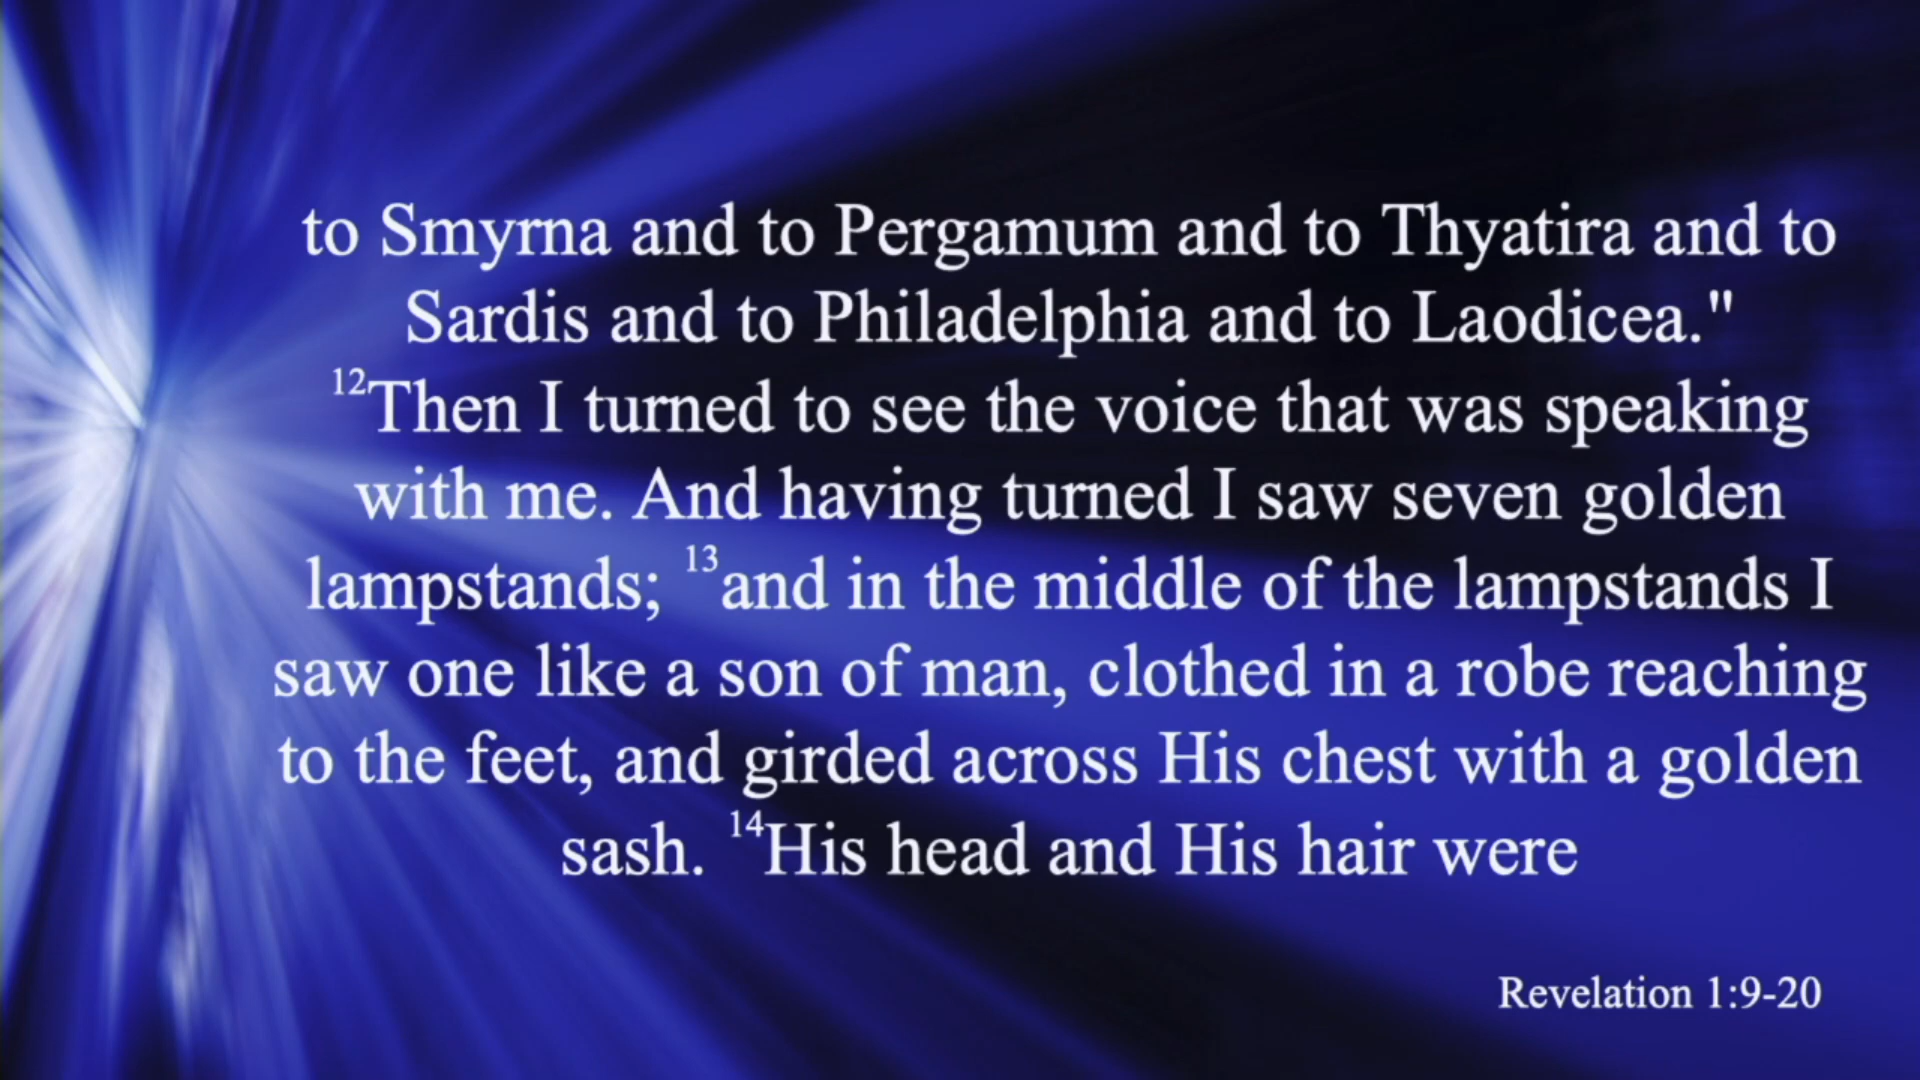 to Smyrna and to Pergamum and to Thyatira and to
Sardis and to Philadelphia and to Laodicea."
12Then I turned to see the voice that was speaking
with me. And having turned I saw seven golden
lampstands; 13and in the middle of the lampstands I
saw one like a son of man, clothed in a robe reaching
to the feet, and girded across His chest with a golden
sash. 14His head and His hair were
Revelation 1:9-20